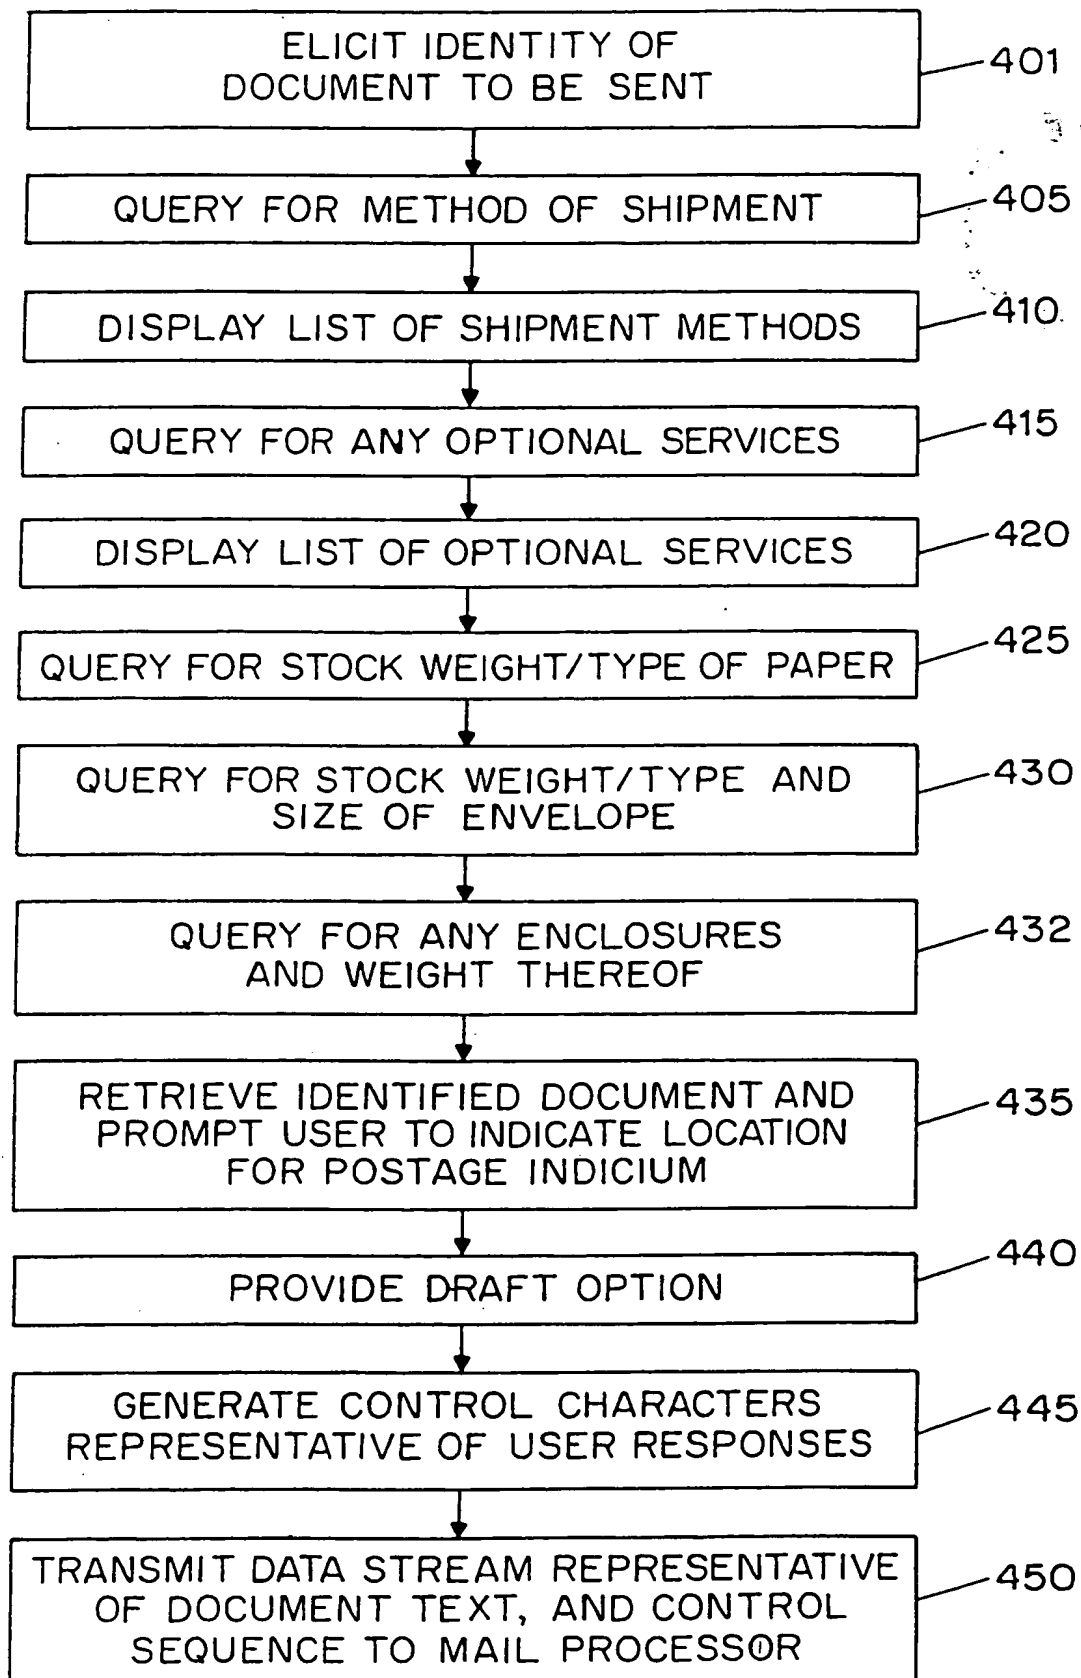 ELICIT IDENTITY OF
DOCUMENT TO BE SENT
401
QUERY FOR METHOD OF SHIPMENT
405
DISPLAY LIST OF SHIPMENT METHODS
410
QUERY FOR ANY OPTIONAL SERVICES
415
DISPLAY LIST OF OPTIONAL SERVICES
420
QUERY FOR STOCK WEIGHT/TYPE OF PAPER
425
QUERY FOR STOCK WEIGHT/TYPE AND
SIZE OF ENVELOPE
430
QUERY FOR ANY ENCLOSURES
AND WEIGHT THEREOF
432
RETRIEVE IDENTIFIED DOCUMENT AND
PROMPT USER TO INDICATE LOCATION
FOR POSTAGE INDICIUM
435
PROVIDE DRAFT OPTION
440
GENERATE CONTROL CHARACTERS
REPRESENTATIVE OF USER RESPONSES
445
TRANSMIT DATA STREAM REPRESENTATIVE
OF DOCUMENT TEXT, AND CONTROL
SEQUENCE TO MAIL PROCESSOR
450